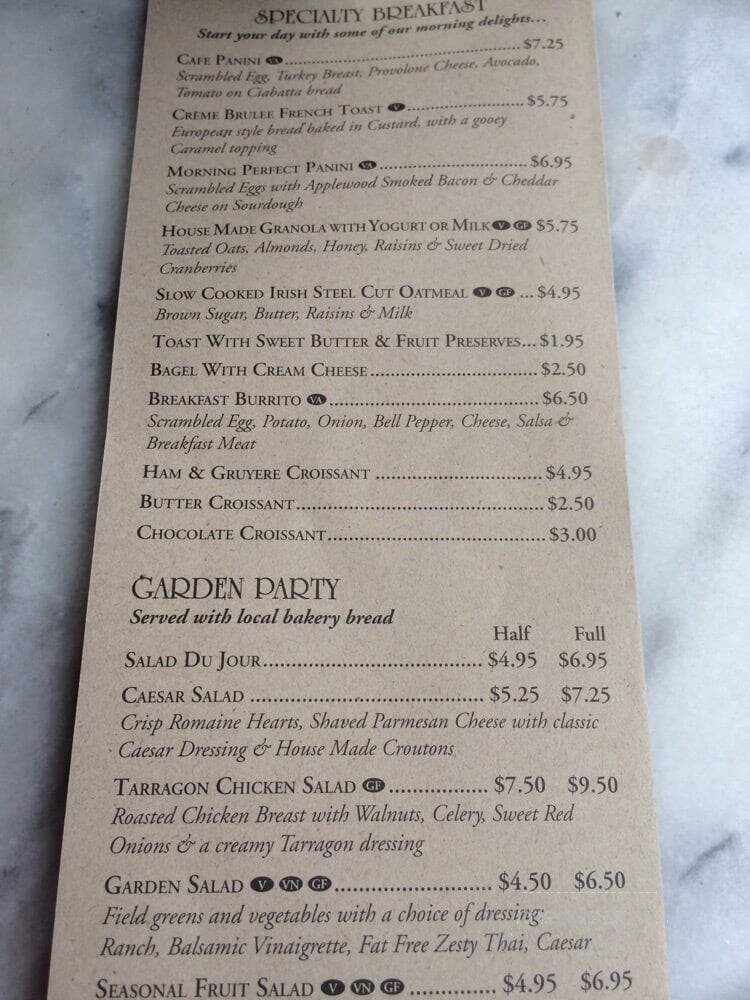 SPECIALTY BREAKFAST
Start your day with some of our morning delights...
CAFE PANINI VA ........................................ $7.25
Scrambled Egg, Turkey Breast, Provolone Cheese, Avocado,
Tomato on Ciabatta bread
CRÈME BRULEE FRENCH TOAST V ........................ $5.75
European style bread baked in Custard, with a gooey
Caramel topping
MORNING PERFECT PANINI VA ............................ $6.95
Scrambled Eggs with Applewood Smoked Bacon & Cheddar
Cheese on Sourdough
HOUSE MADE GRANOLA WITH YOGURT OR MILK V GF $5.75
Toasted Oats, Almonds, Honey, Raisins & Sweet Dried
Cranberries
SLOW COOKED IRISH STEEL CUT OATMEAL V GF ... $4.95
Brown Sugar, Butter, Raisins & Milk
TOAST WITH SWEET BUTTER & FRUIT PRESERVES... $1.95
BAGEL WITH CREAM CHEESE.............................. $2.50
BREAKFAST BURRITO VA...................................... $6.50
Scrambled Egg, Potato, Onion, Bell Pepper, Cheese, Salsa &
Breakfast Meat
HAM & GRUYERE CROISSANT .............................. $4.95
BUTTER CROISSANT............................................ $2.50
CHOCOLATE CROISSANT...................................... $3.00
GARDEN PARTY
Served with local bakery bread
Half Full
SALAD DU JOUR........................................ $4.95 $6.95
CAESAR SALAD ........................................ $5.25 $7.25
Crisp Romaine Hearts, Shaved Parmesan Cheese with classic
Caesar Dressing & House Made Croutons
TARRAGON CHICKEN SALAD GF ................. $7.50 $9.50
Roasted Chicken Breast with Walnuts, Celery, Sweet Red
Onions & a creamy Tarragon dressing
GARDEN SALAD V VN GF........................... $4.50 $6.50
Field greens and vegetables with a choice of dressing:
Ranch, Balsamic Vinaigrette, Fat Free Zesty Thai, Caesar
SEASONAL FRUIT SALAD V VN GF .............. $4.95 $6.95